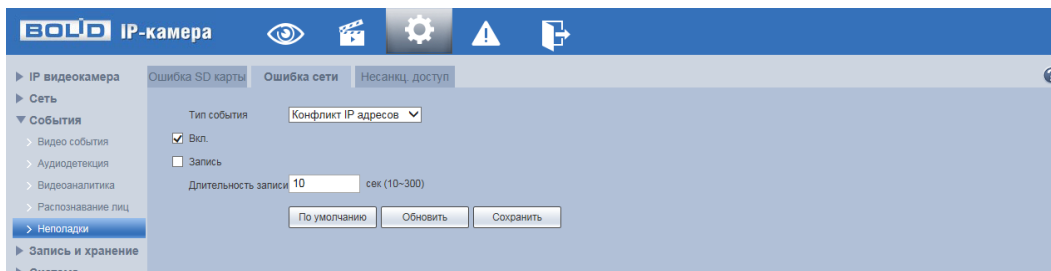 BOLID IP-камера
IP видеокамера
Сеть
События
Видео события
Аудиодетекция
Видеоаналитика
Распознавание лиц
Неполадки
Запись и хранение
Система
Ошибка SD карты Ошибка сети Несанкц. доступ
Тип события Конфликт IP адресов
Вкл.
Запись
Длительность записи 10 сек (10~300)
По умолчанию Обновить Сохранить